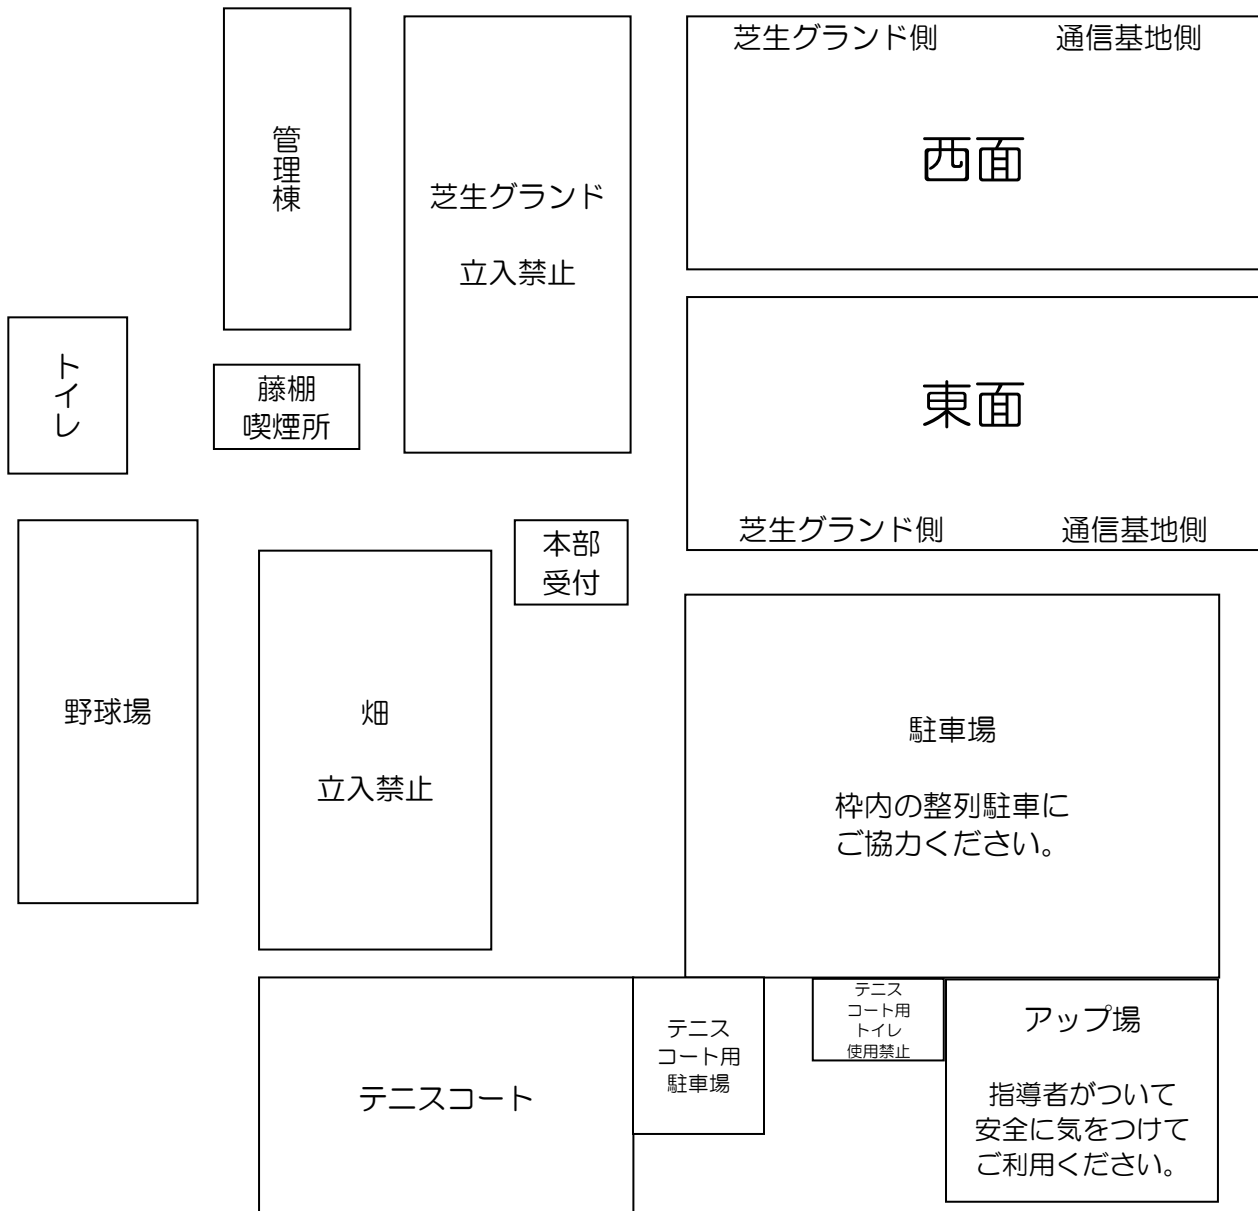 管理棟
芝生グランド
立入禁止
芝生グランド側　通信基地側
西面
トイレ
藤棚
喫煙所
東面
芝生グランド側　通信基地側
本部
受付
野球場
畑
立入禁止
駐車場
枠内の整列駐車に
ご協力ください。
テニスコート
テニス
コート用
駐車場
テニス
コート用
トイレ
使用禁止
アップ場
指導者がついて
安全に気をつけて
ご利用ください。